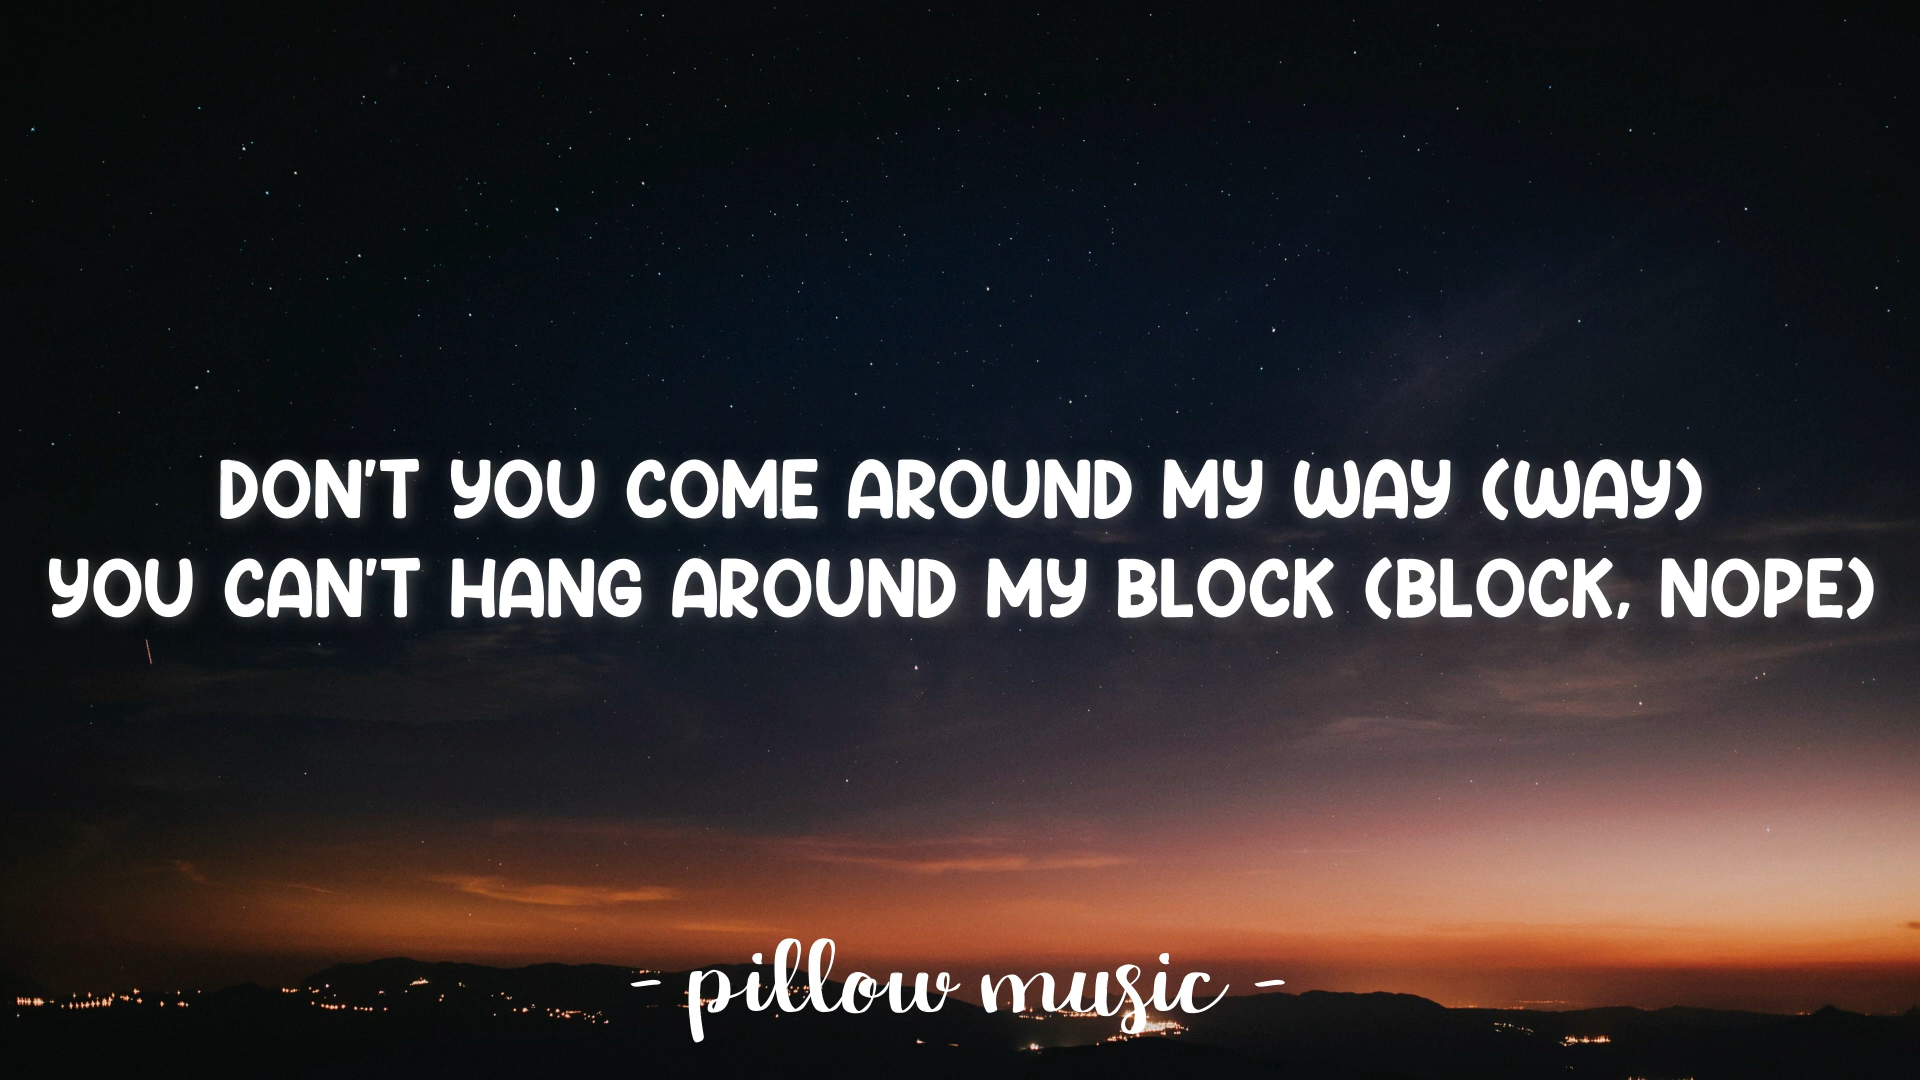 DON'T YOU COME AROUND MY WAY (WAY)
YOU CAN'T HANG AROUND MY BLOCK (BLOCK, NOPE)
- pillow music -